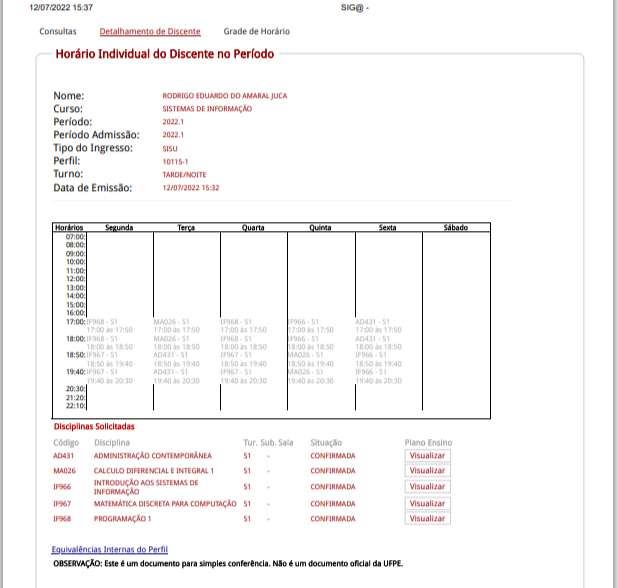 12/07/2022 15:37 SIG@ -
Consultas Detalhamento de Discente Grade de Horário
Horário Individual do Discente no Período
Nome: RODRIGO EDUARDO DO AMARAL JUCA
Curso: SISTEMAS DE INFORMAÇÃO
Período: 2022.1
Período Admissão: 2022.1
Tipo do Ingresso: SISU
Perfil: 10115-1
Turno: TARDE/NOITE
Data de Emissão: 12/07/2022 15:32
Horários Segunda Terça Quarta Quinta Sexta Sábado
07:00:
08:00:
09:00:
10:00:
11:00:
12:00:
13:00:
14:00:
15:00:
16:00:
17:00: IF968 - S1 MA026 - S1 IF968 - S1 IF966 - S1 AD431 - S1
17:00 às 17:50 17:00 às 17:50 17:00 às 17:50 17:00 às 17:50 17:00 às 17:50
18:00: IF968 - S1 MA026 - S1 IF968 - S1 IF966 - S1 AD431 - S1
18:00 às 18:50 18:00 às 18:50 18:00 às 18:50 18:00 às 18:50 18:00 às 18:50
18:50: IF967 - S1 AD431 - S1 IF967 - S1 MA026 - S1 IF966 - S1
18:50 às 19:40 18:50 às 19:40 18:50 às 19:40 18:50 às 19:40 18:50 às 19:40
19:40: IF967 - S1 AD431 - S1 IF967 - S1 MA026 - S1 IF966 - S1
19:40 às 20:30 19:40 às 20:30 19:40 às 20:30 19:40 às 20:30 19:40 às 20:30
20:30:
21:20:
22:10:
Disciplinas Solicitadas
Código Disciplina Tur. Sub. Sala Situação Plano Ensino
AD431 ADMINISTRAÇÃO CONTEMPORÂNEA S1 - CONFIRMADA Visualizar
MA026 CALCULO DIFERENCIAL E INTEGRAL 1 S1 - CONFIRMADA Visualizar
IF966 INTRODUÇÃO AOS SISTEMAS DE INFORMAÇÃO S1 - CONFIRMADA Visualizar
IF967 MATEMÁTICA DISCRETA PARA COMPUTAÇÃO S1 - CONFIRMADA Visualizar
IF968 PROGRAMAÇÃO 1 S1 - CONFIRMADA Visualizar
Equivalências Internas do Perfil
OBSERVAÇÃO: Este é um documento para simples conferência. Não é um documento oficial da UFPE.